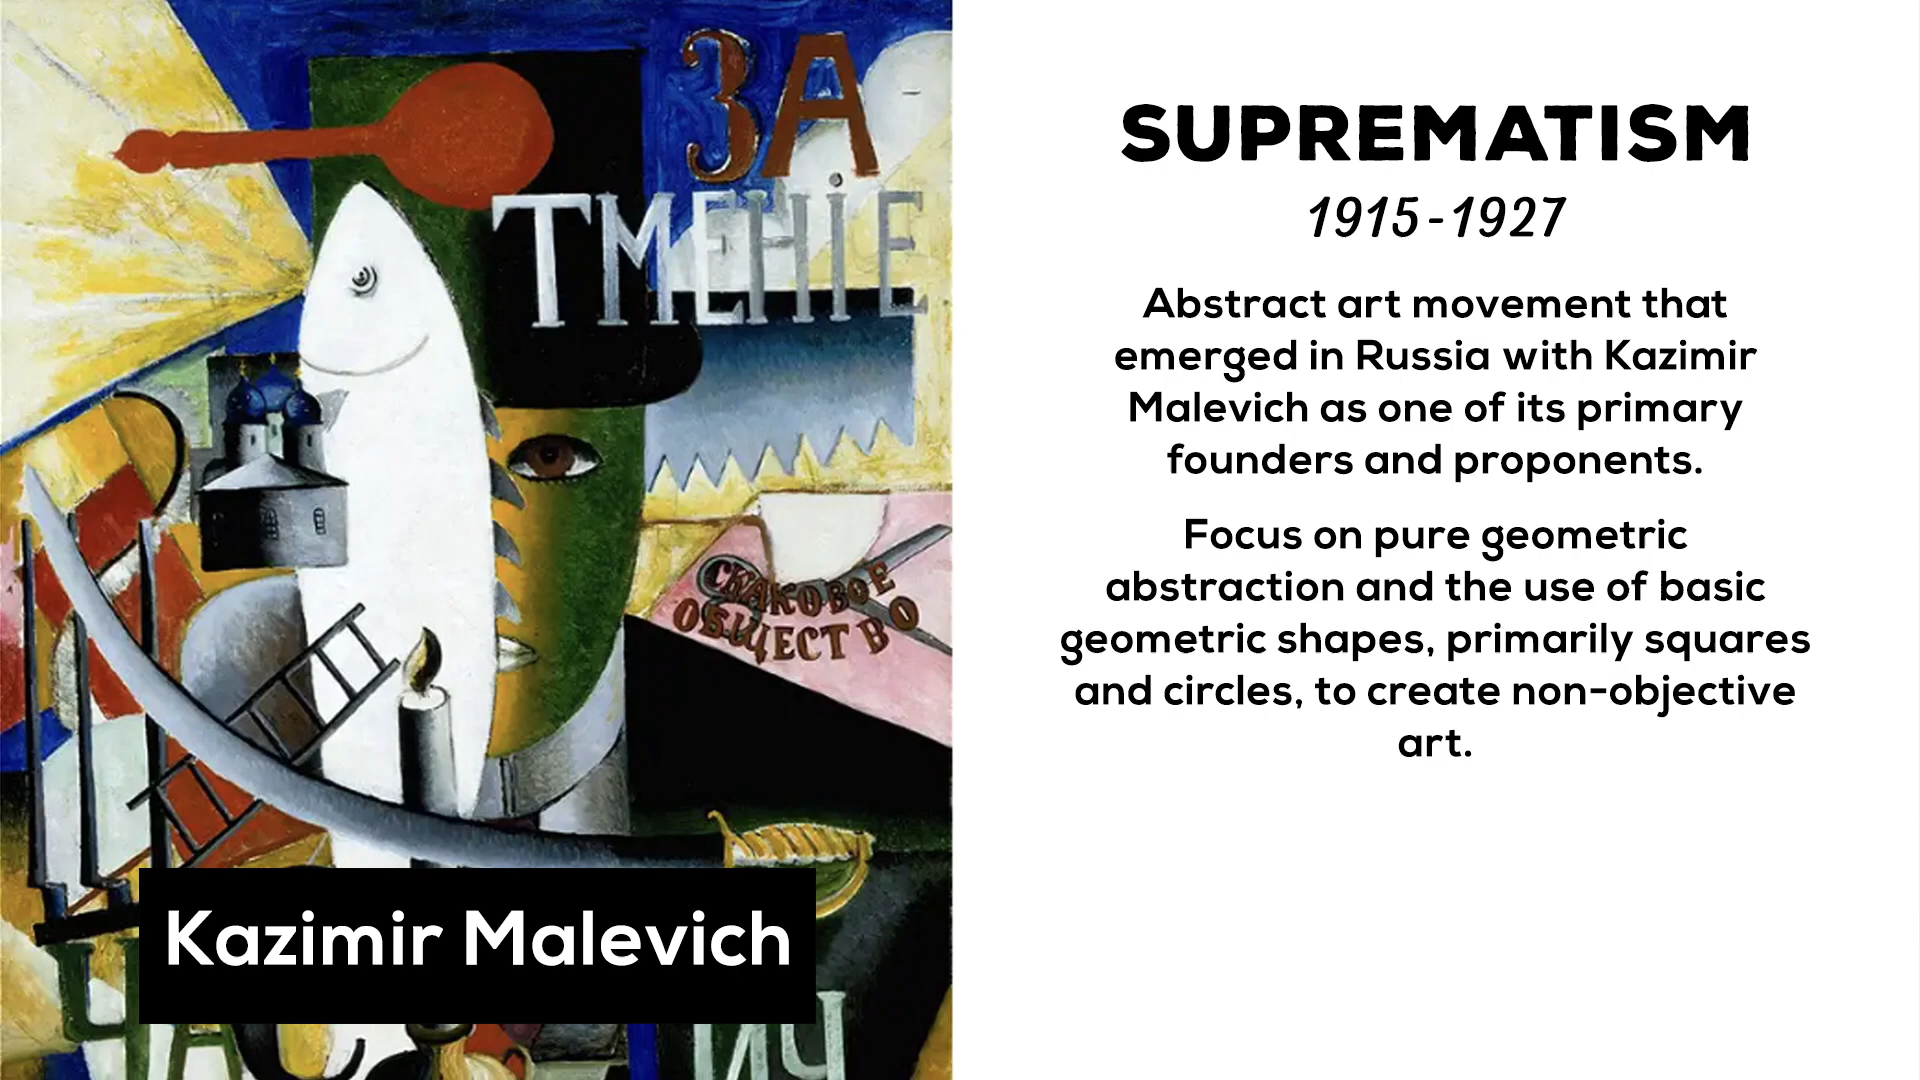 ЗА
ТМЕНІЕ
СКАКОВОЕ
ОБЩЕСТВО
Kazimir Malevich
SUPREMATISM
1915-1927
Abstract art movement that
emerged in Russia with Kazimir
Malevich as one of its primary
founders and proponents.
Focus on pure geometric
abstraction and the use of basic
geometric shapes, primarily squares
and circles, to create non-objective
art.